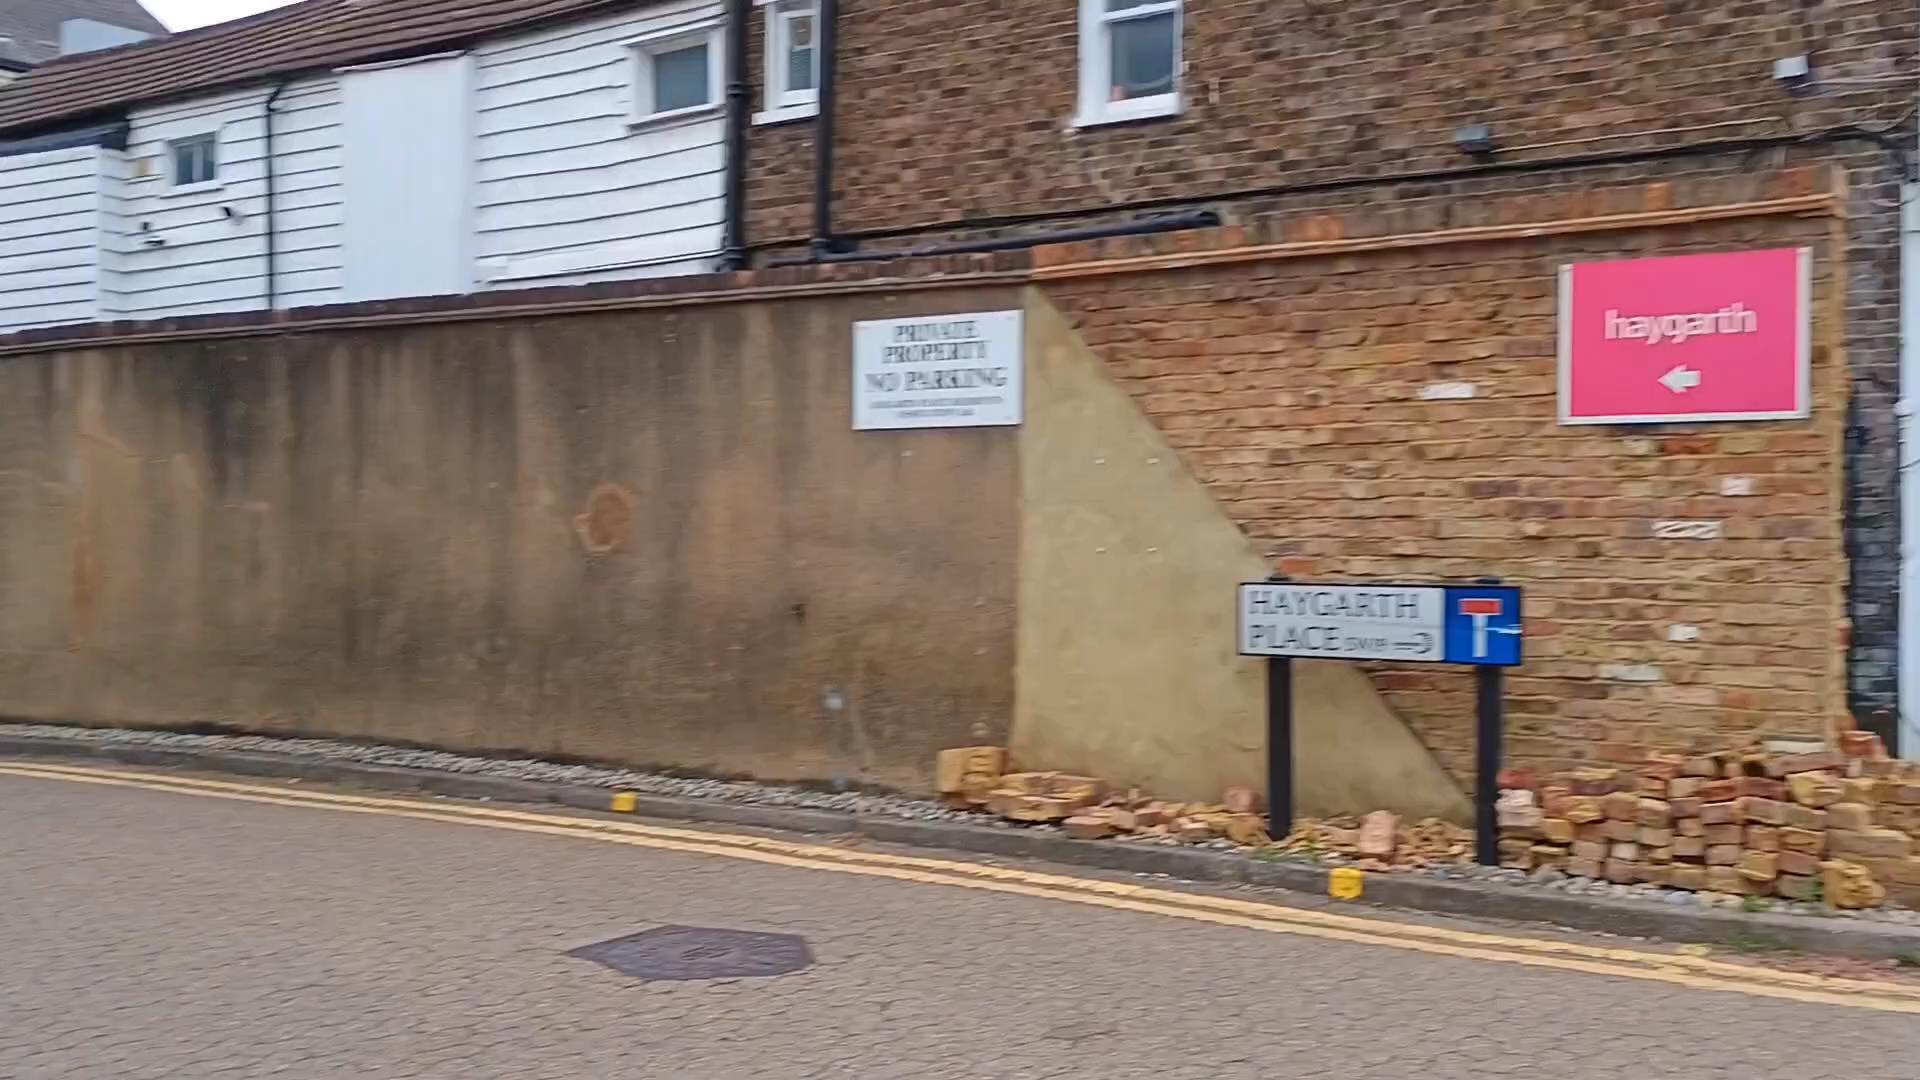 PRIVATE
PROPERTY
NO PARKING
haygarth
HAYGARTH
PLACE SW19